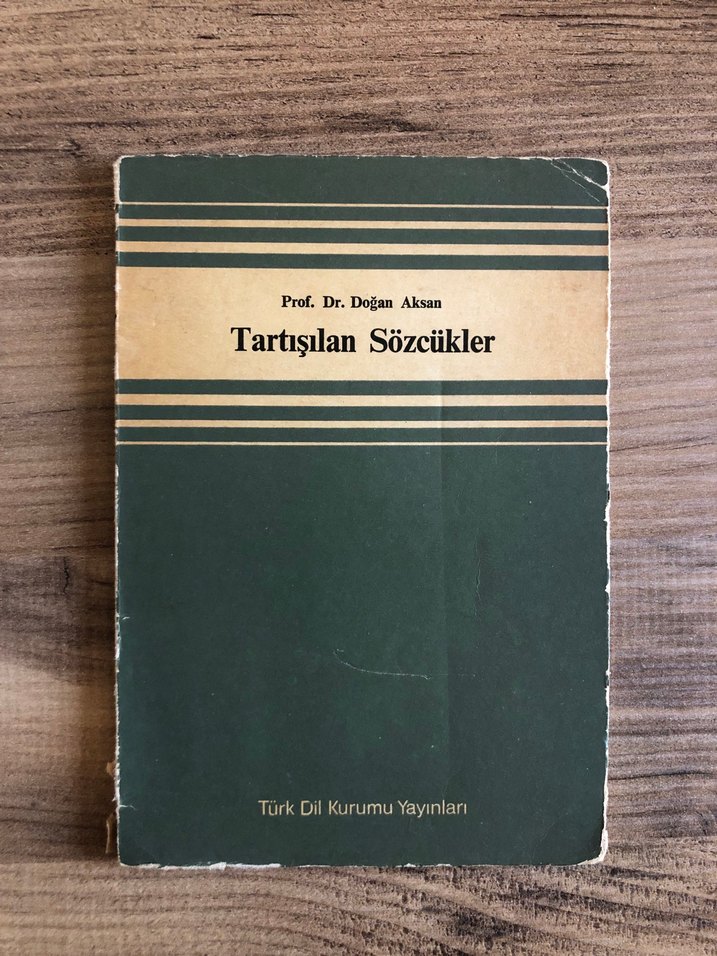 Prof. Dr. Doğan Aksan
Tartışılan Sözcükler
Türk Dil Kurumu Yayınları